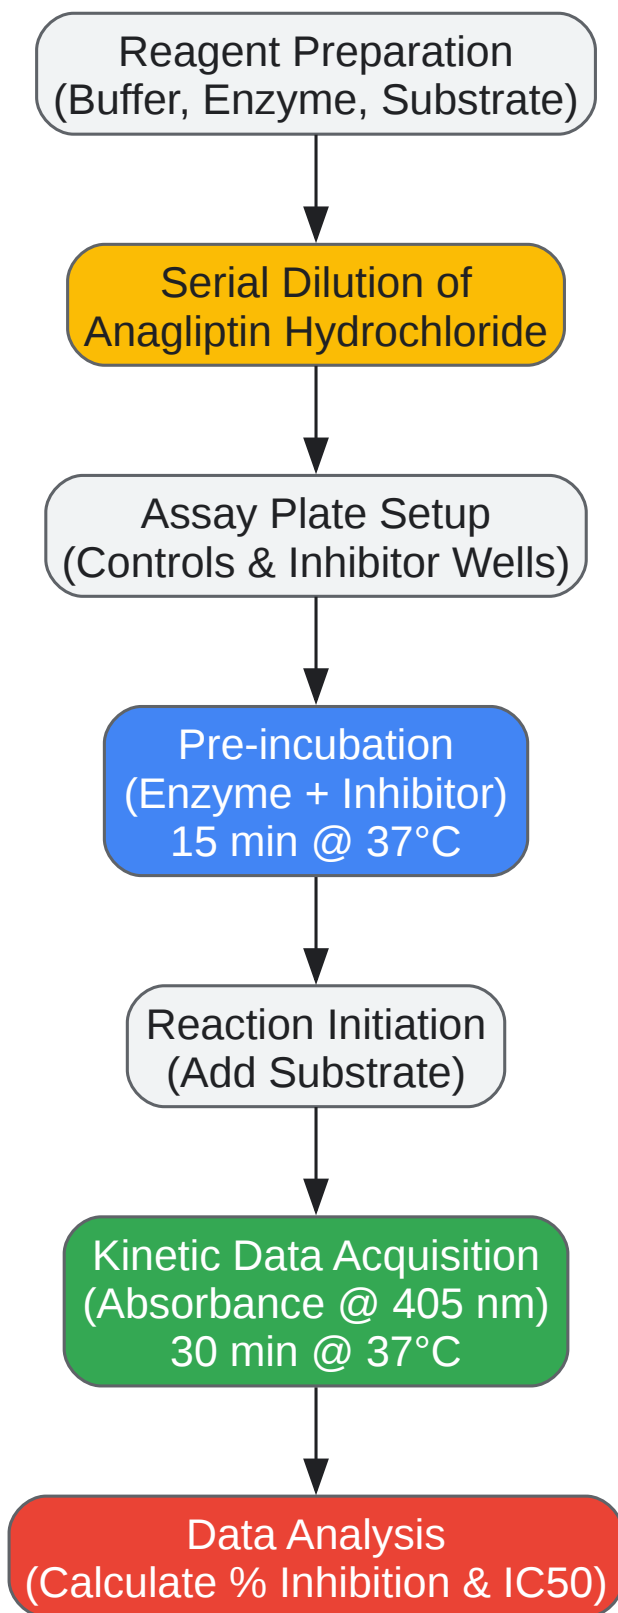 Reagent Preparation
(Buffer, Enzyme, Substrate)
Serial Dilution of
Anagliptin Hydrochloride
Assay Plate Setup
(Controls & Inhibitor Wells)
Pre-incubation
(Enzyme + Inhibitor)
15 min @ 37°C
Reaction Initiation
(Add Substrate)
Kinetic Data Acquisition
(Absorbance @ 405 nm)
30 min @ 37°C
Data Analysis
(Calculate % Inhibition & IC50)